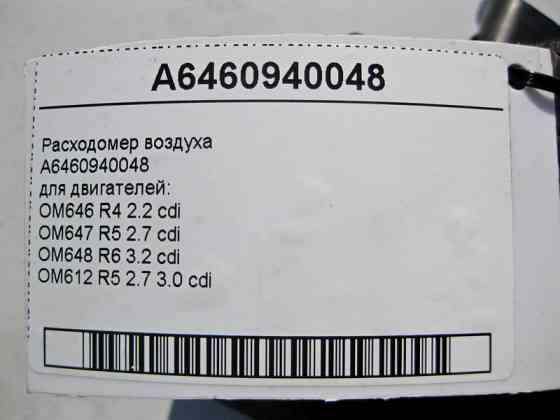 A6460940048
Расходомер воздуха
A6460940048
для двигателей:
OM646 R4 2.2 cdi
OM647 R5 2.7 cdi
OM648 R6 3.2 cdi
OM612 R5 2.7 3.0 cdi